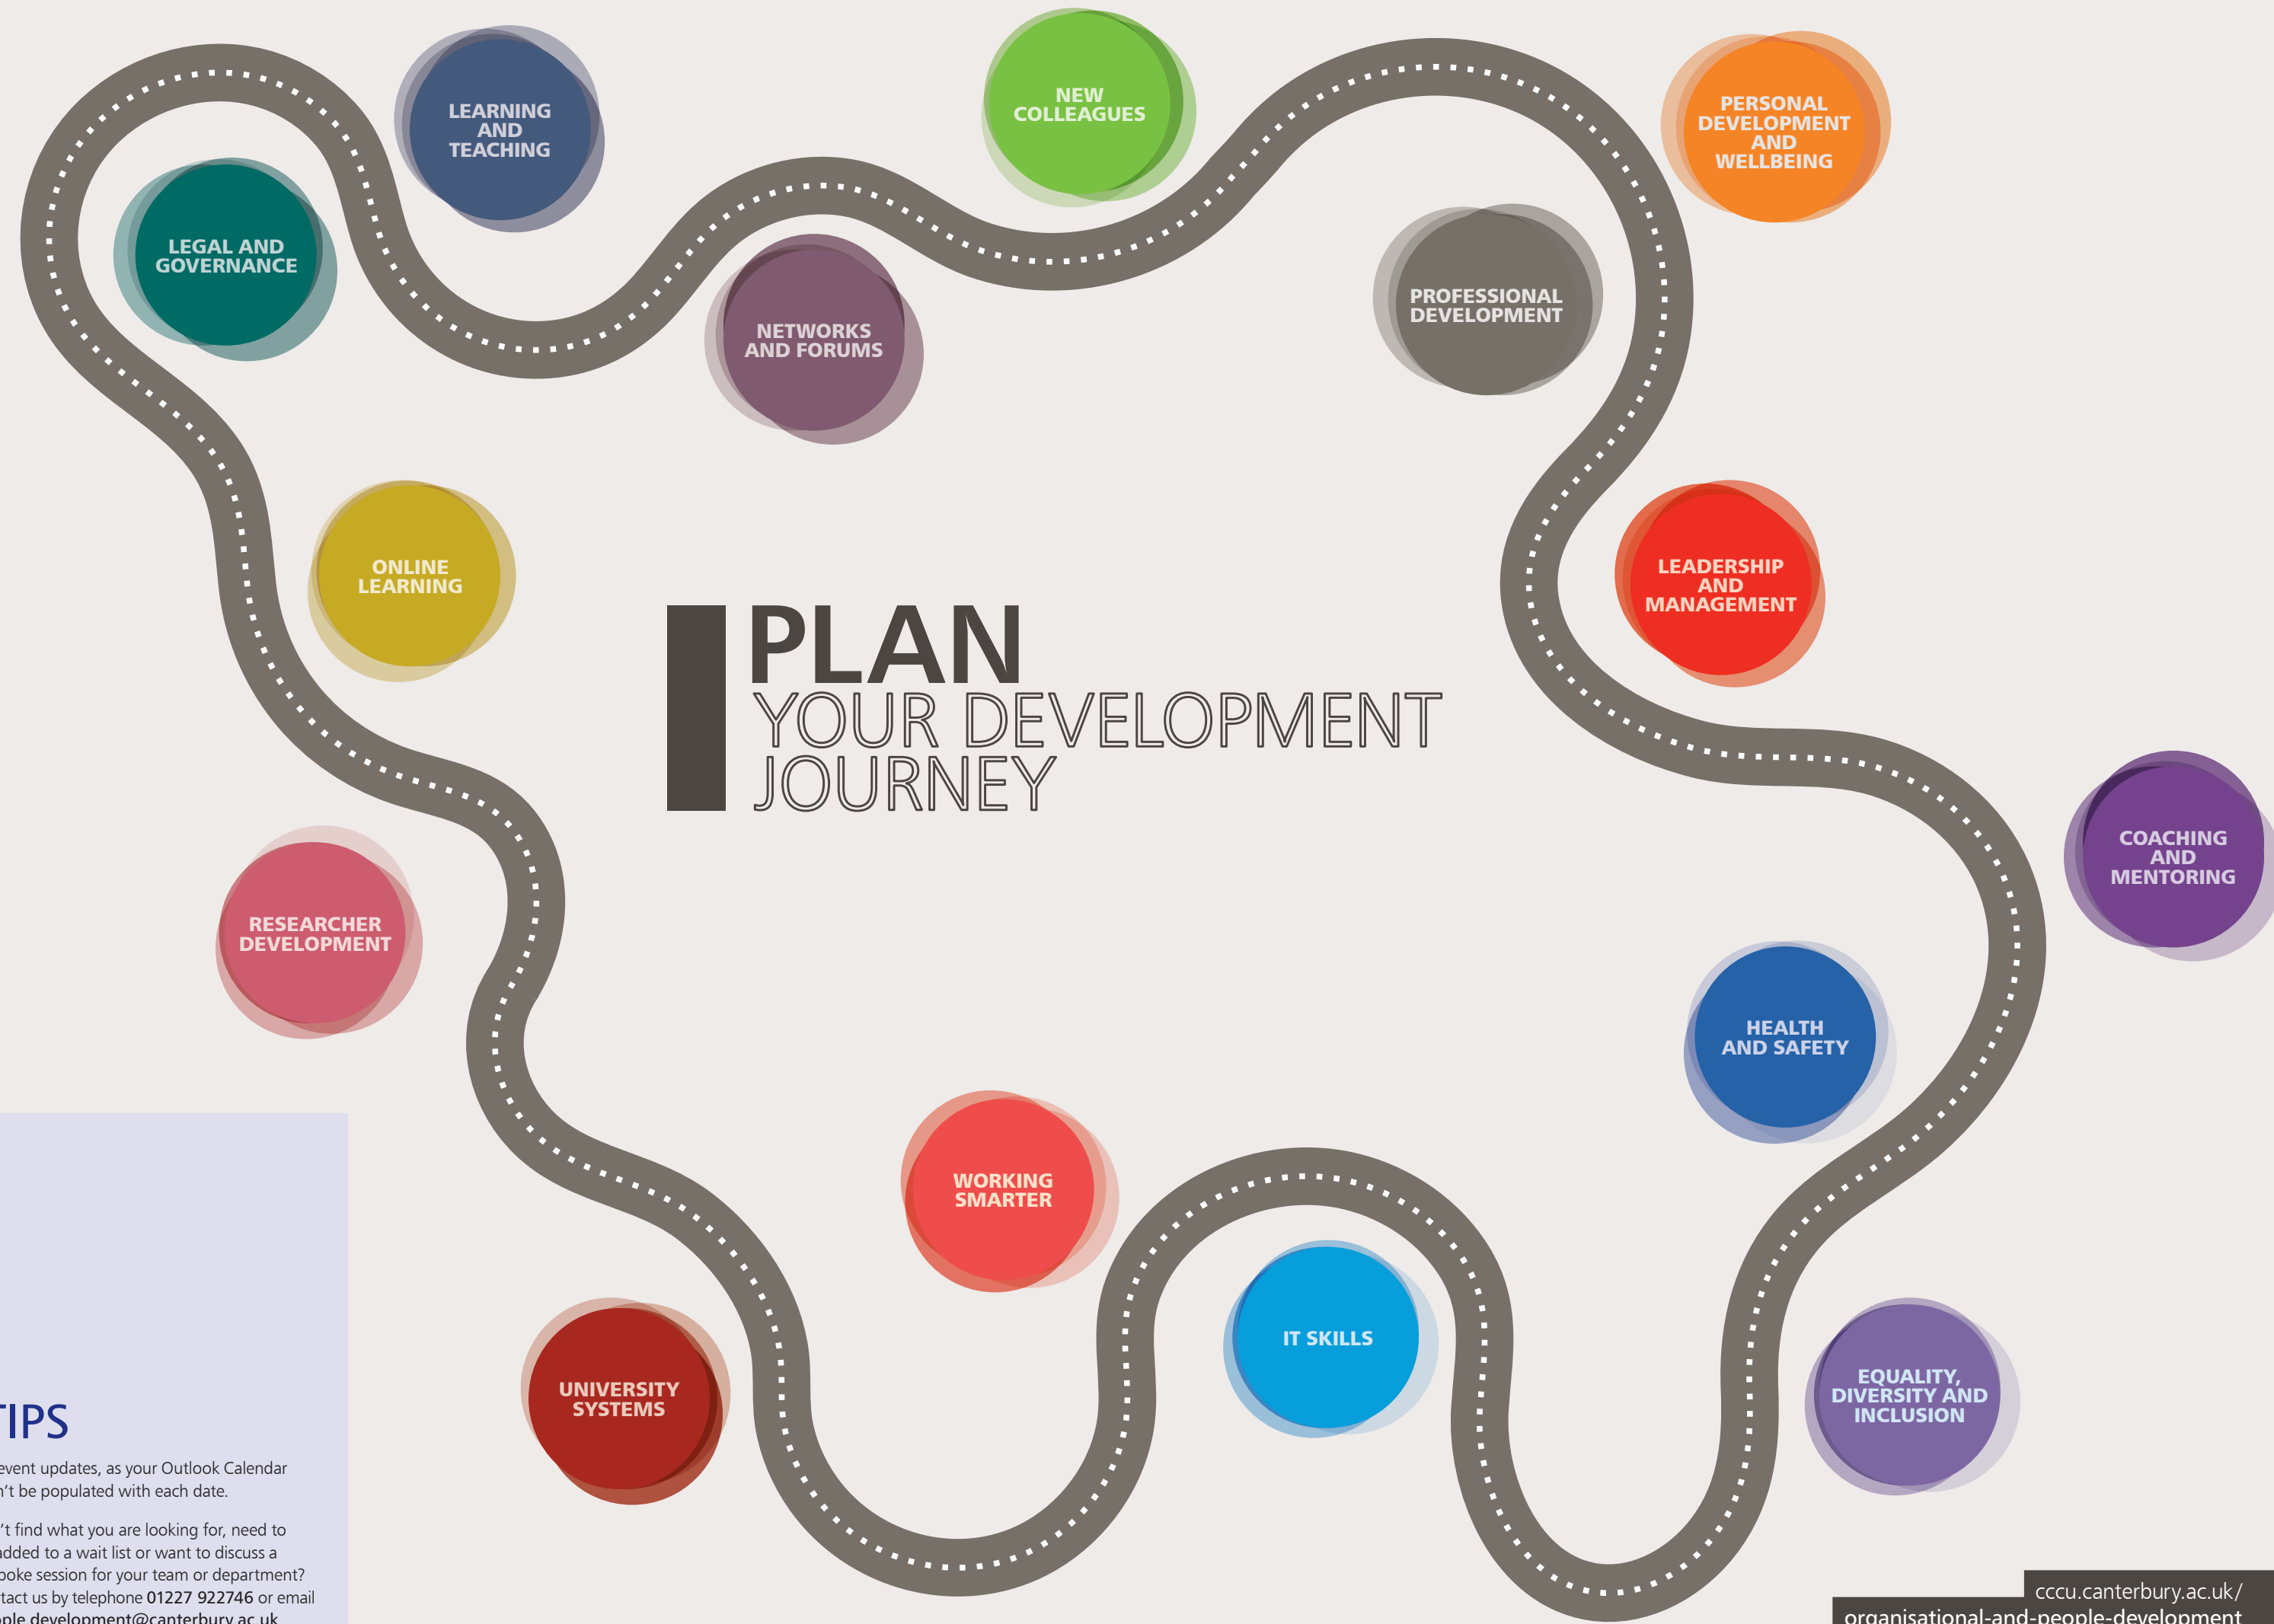 LEARNING
AND
TEACHING
NEW
COLLEAGUES
PERSONAL
DEVELOPMENT
AND
WELLBEING
LEGAL AND
GOVERNANCE
NETWORKS
AND FORUMS
PROFESSIONAL
DEVELOPMENT
ONLINE
LEARNING
LEADERSHIP
AND
MANAGEMENT
PLAN
YOUR DEVELOPMENT
JOURNEY
COACHING
AND
MENTORING
RESEARCHER
DEVELOPMENT
HEALTH
AND SAFETY
WORKING
SMARTER
IT SKILLS
UNIVERSITY
SYSTEMS
EQUALITY,
DIVERSITY AND
INCLUSION
TIPS
event updates, as your Outlook Calendar
n't be populated with each date.
't find what you are looking for, need to
added to a wait list or want to discuss a
poke session for your team or department?
tact us by telephone 01227 922746 or email
ple.development@canterbury.ac.uk
cccu.canterbury.ac.uk/
organisational-and-people-development